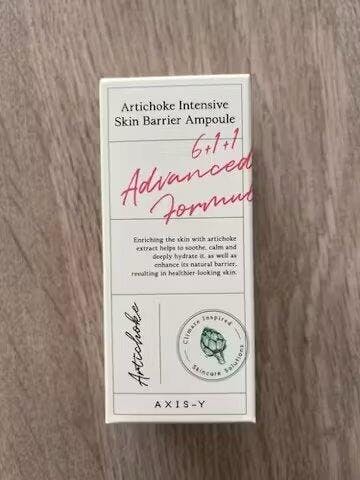 Artichoke Intensive
Skin Barrier Ampoule
6+1+1
Advanced
Formul
Enriching the skin with artichoke
extract helps to soothe, calm and
deeply hydrate it, as well as
enhance its natural barrier,
resulting in healthier-looking skin.
Artichoke
Climate Inspired
Skincare Solutions
AXIS-Y